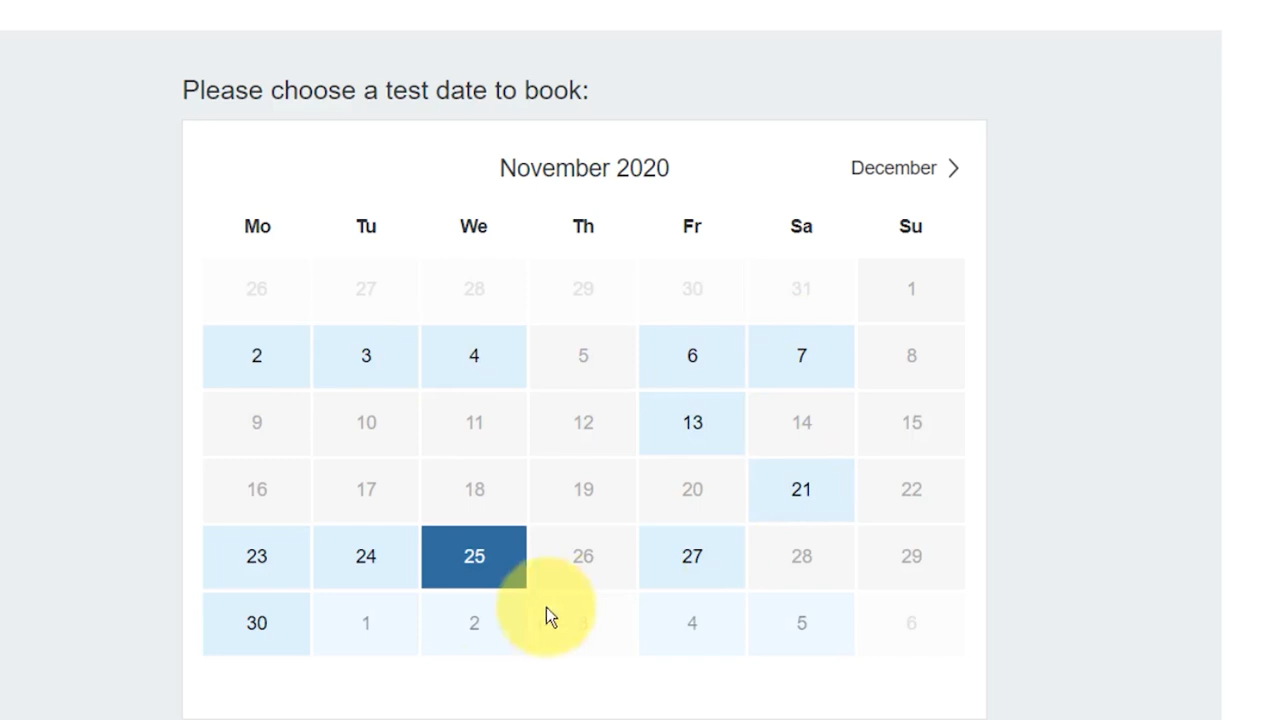 Please choose a test date to book:
November 2020
December
Mo Tu We Th Fr Sa Su
26 27 28 29 30 31 1
2 3 4 5 6 7 8
9 10 11 12 13 14 15
16 17 18 19 20 21 22
23 24 25 26 27 28 29
30 1 2 3 4 5 6